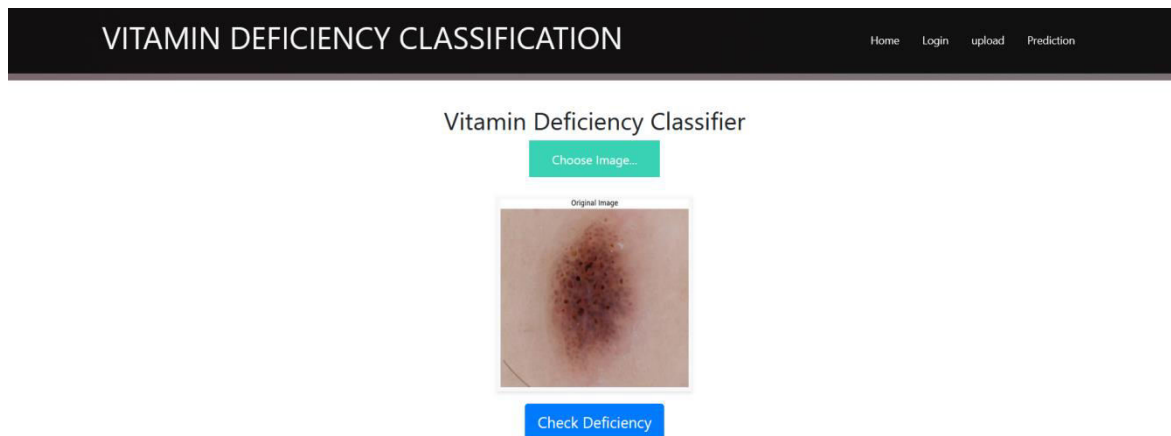 VITAMIN DEFICIENCY CLASSIFICATION
Home Login upload Prediction
Vitamin Deficiency Classifier
Choose Image...
Original Image
Check Deficiency